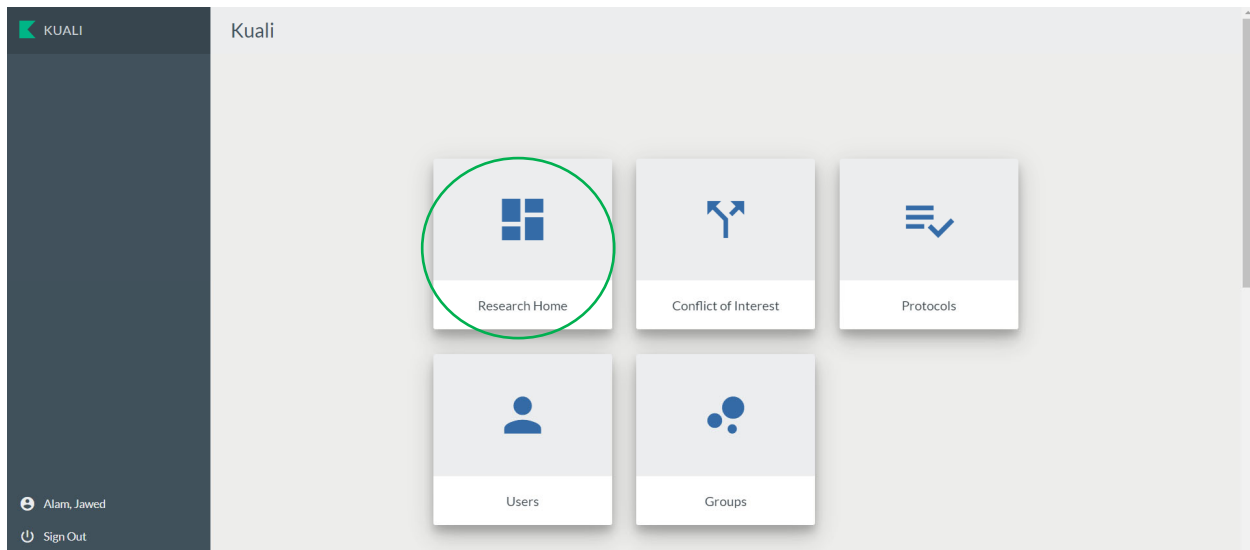 KUALI
Kuali
Research Home
Conflict of Interest
Protocols
Users
Groups
Alam, Jawed
Sign Out